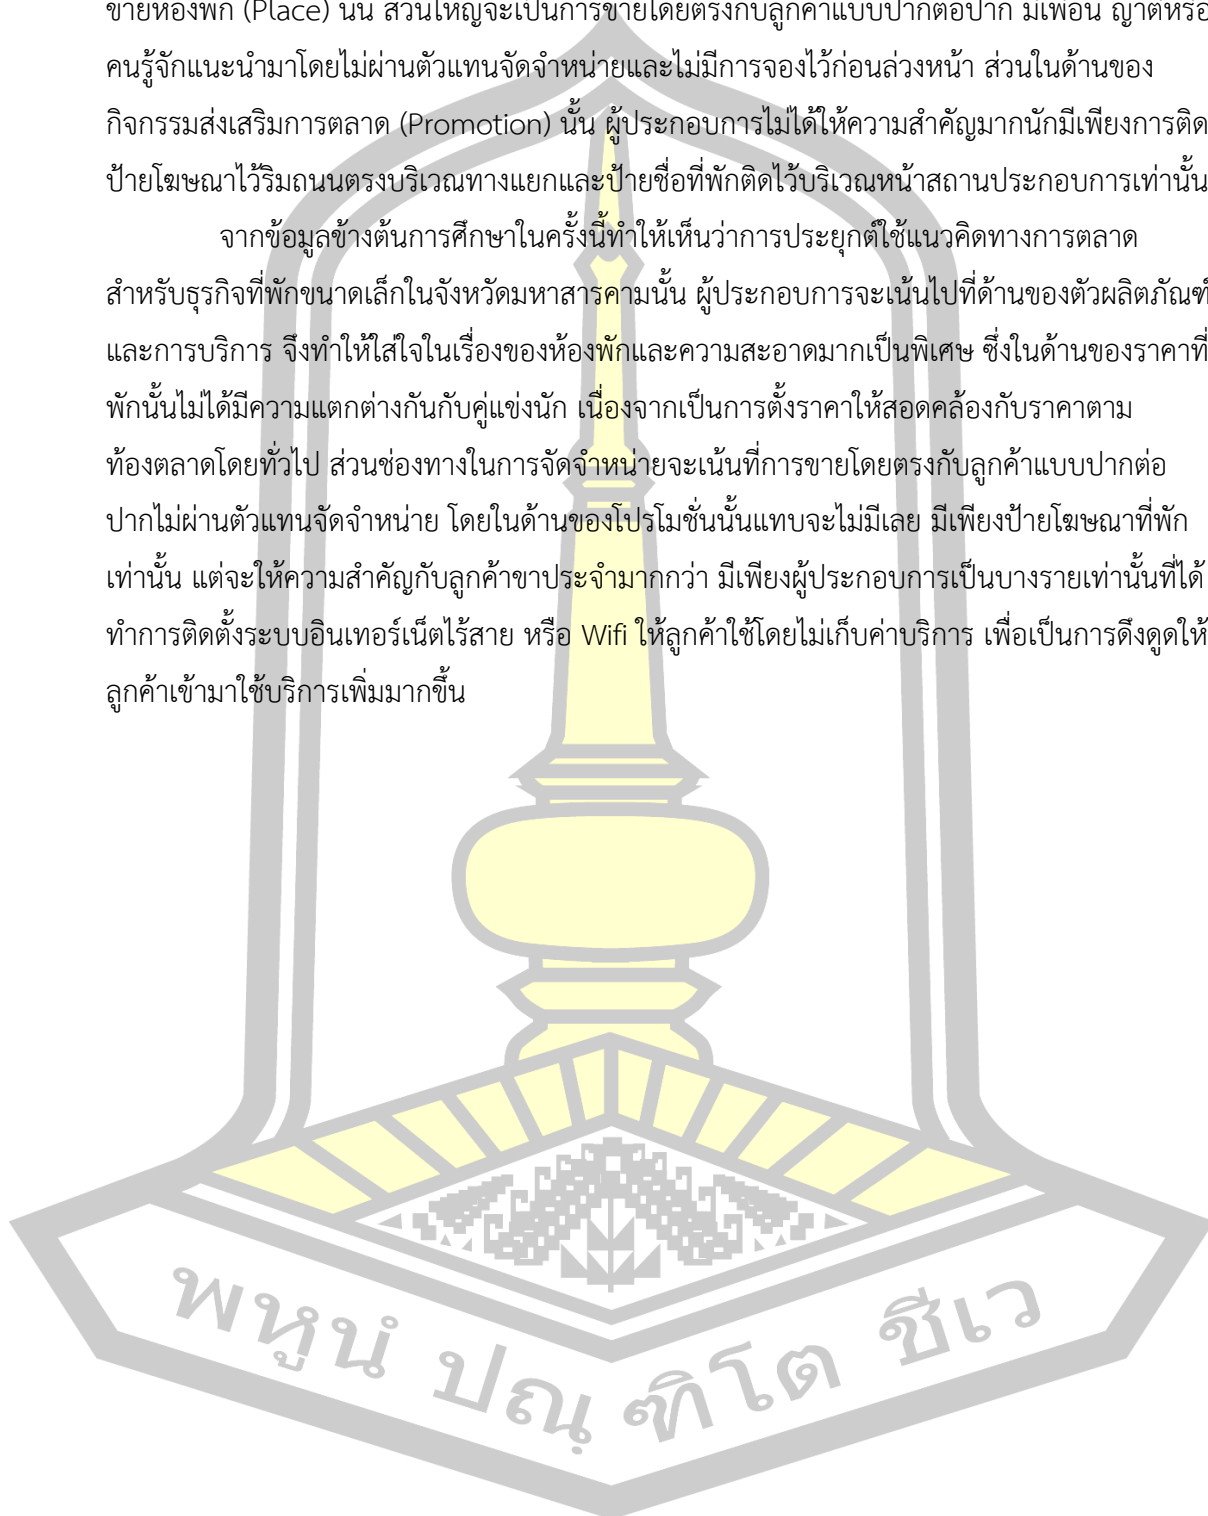 ขายห้องพัก (Place) นั้น ส่วนใหญ่จะเป็นการขายโดยตรงกับลูกค้าแบบปากต่อปาก มีเพื่อน ญาติหรือ
คนรู้จักแนะนำมาโดยไม่ผ่านตัวแทนจัดจำหน่ายและไม่มีการจองไว้ก่อนล่วงหน้า ส่วนในด้านของ
กิจกรรมส่งเสริมการตลาด (Promotion) นั้น ผู้ประกอบการไม่ได้ให้ความสำคัญมากนักมีเพียงการติด
ป้ายโฆษณาไว้ริมถนนตรงบริเวณทางแยกและป้ายชื่อที่พักติดไว้บริเวณหน้าสถานประกอบการเท่านั้น
จากข้อมูลข้างต้นการศึกษาในครั้งนี้ทำให้เห็นว่าการประยุกต์ใช้แนวคิดทางการตลาด
สำหรับธุรกิจที่พักขนาดเล็กในจังหวัดมหาสารคามนั้น ผู้ประกอบการจะเน้นไปที่ด้านของตัวผลิตภัณฑ์
และการบริการ จึงทำให้ใส่ใจในเรื่องของห้องพักและความสะอาดมากเป็นพิเศษ ซึ่งในด้านของราคาที่
พักนั้นไม่ได้มีความแตกต่างกันกับคู่แข่งนัก เนื่องจากเป็นการตั้งราคาให้สอดคล้องกับราคาตาม
ท้องตลาดโดยทั่วไป ส่วนช่องทางในการจัดจำหน่ายจะเน้นที่การขายโดยตรงกับลูกค้าแบบปากต่อ
ปากไม่ผ่านตัวแทนจัดจำหน่าย โดยในด้านของโปรโมชั่นนั้นแทบจะไม่มีเลย มีเพียงป้ายโฆษณาที่พัก
เท่านั้น แต่จะให้ความสำคัญกับลูกค้าขาประจำมากกว่า มีเพียงผู้ประกอบการเป็นบางรายเท่านั้นที่ได้
ทำการติดตั้งระบบอินเทอร์เน็ตไร้สาย หรือ Wifi ให้ลูกค้าใช้โดยไม่เก็บค่าบริการ เพื่อเป็นการดึงดูดให้
ลูกค้าเข้ามาใช้บริการเพิ่มมากขึ้น
พหูนํ ปณฺฑิโต ชีเว